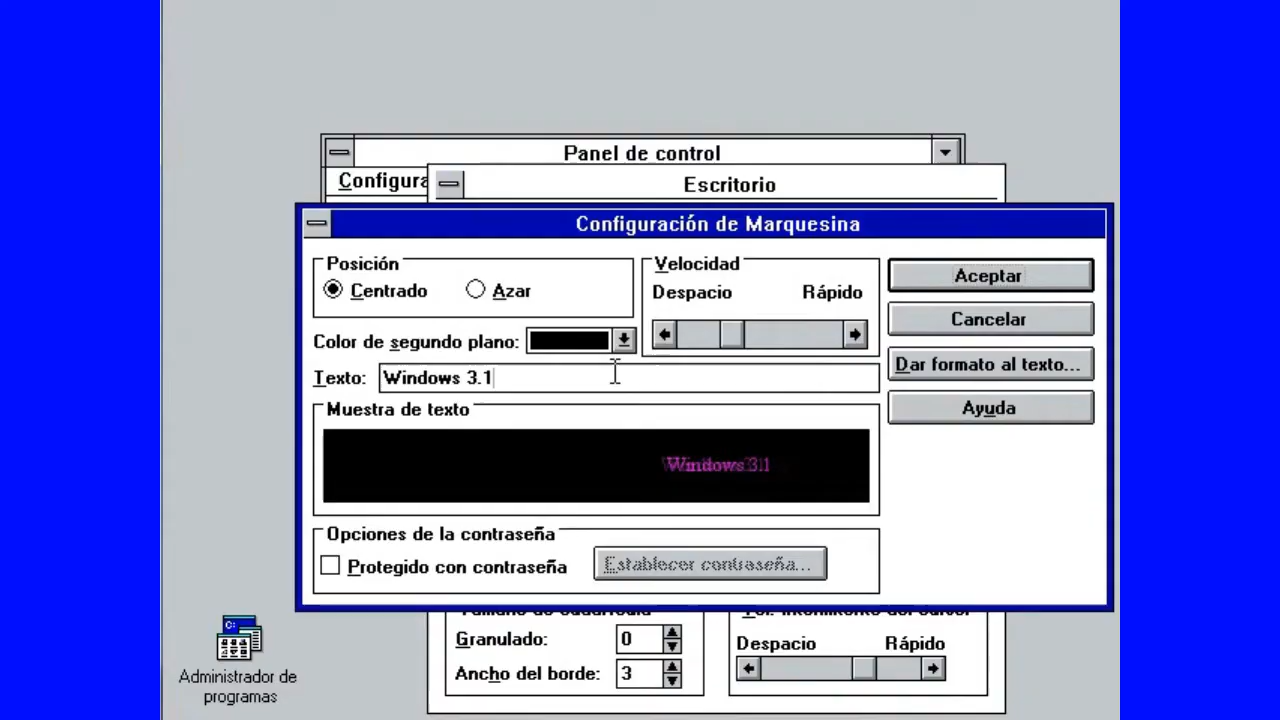 Panel de control
Configura
Escritorio
Configuración de Marquesina
Posición
Centrado
Azar
Velocidad
Despacio Rápido
Aceptar
Cancelar
Dar formato al texto...
Ayuda
Color de segundo plano:
Texto: Windows 3.1
Muestra de texto
Windows 3.1
Opciones de la contraseña
Protegido con contraseña
Establecer contraseña...
Granulado: 0
Ancho del borde: 3
Despacio Rápido
C:
Administrador de
programas